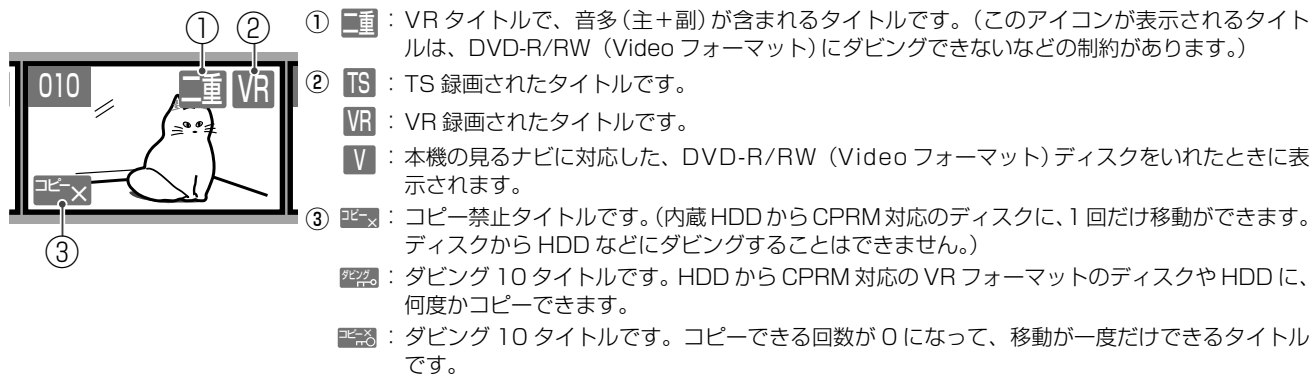 ① ②
010 二重 VR
コピー×
③
① 二重 : VR タイトルで、音多(主+副)が含まれるタイトルです。(このアイコンが表示されるタイト
ルは、DVD-R/RW(Video フォーマット)にダビングできないなどの制約があります。)
② TS : TS 録画されたタイトルです。
VR : VR 録画されたタイトルです。
V : 本機の見るナビに対応した、DVD-R/RW(Video フォーマット)ディスクをいれたときに表
示されます。
③ コピー× : コピー禁止タイトルです。(内蔵 HDD から CPRM 対応のディスクに、1 回だけ移動ができます。
ディスクから HDD などにダビングすることはできません。)
ダビング : ダビング 10 タイトルです。HDD から CPRM 対応の VR フォーマットのディスクや HDD に、
何度かコピーできます。
コピー× : ダビング 10 タイトルです。コピーできる回数が 0 になって、移動が一度だけできるタイトル
です。